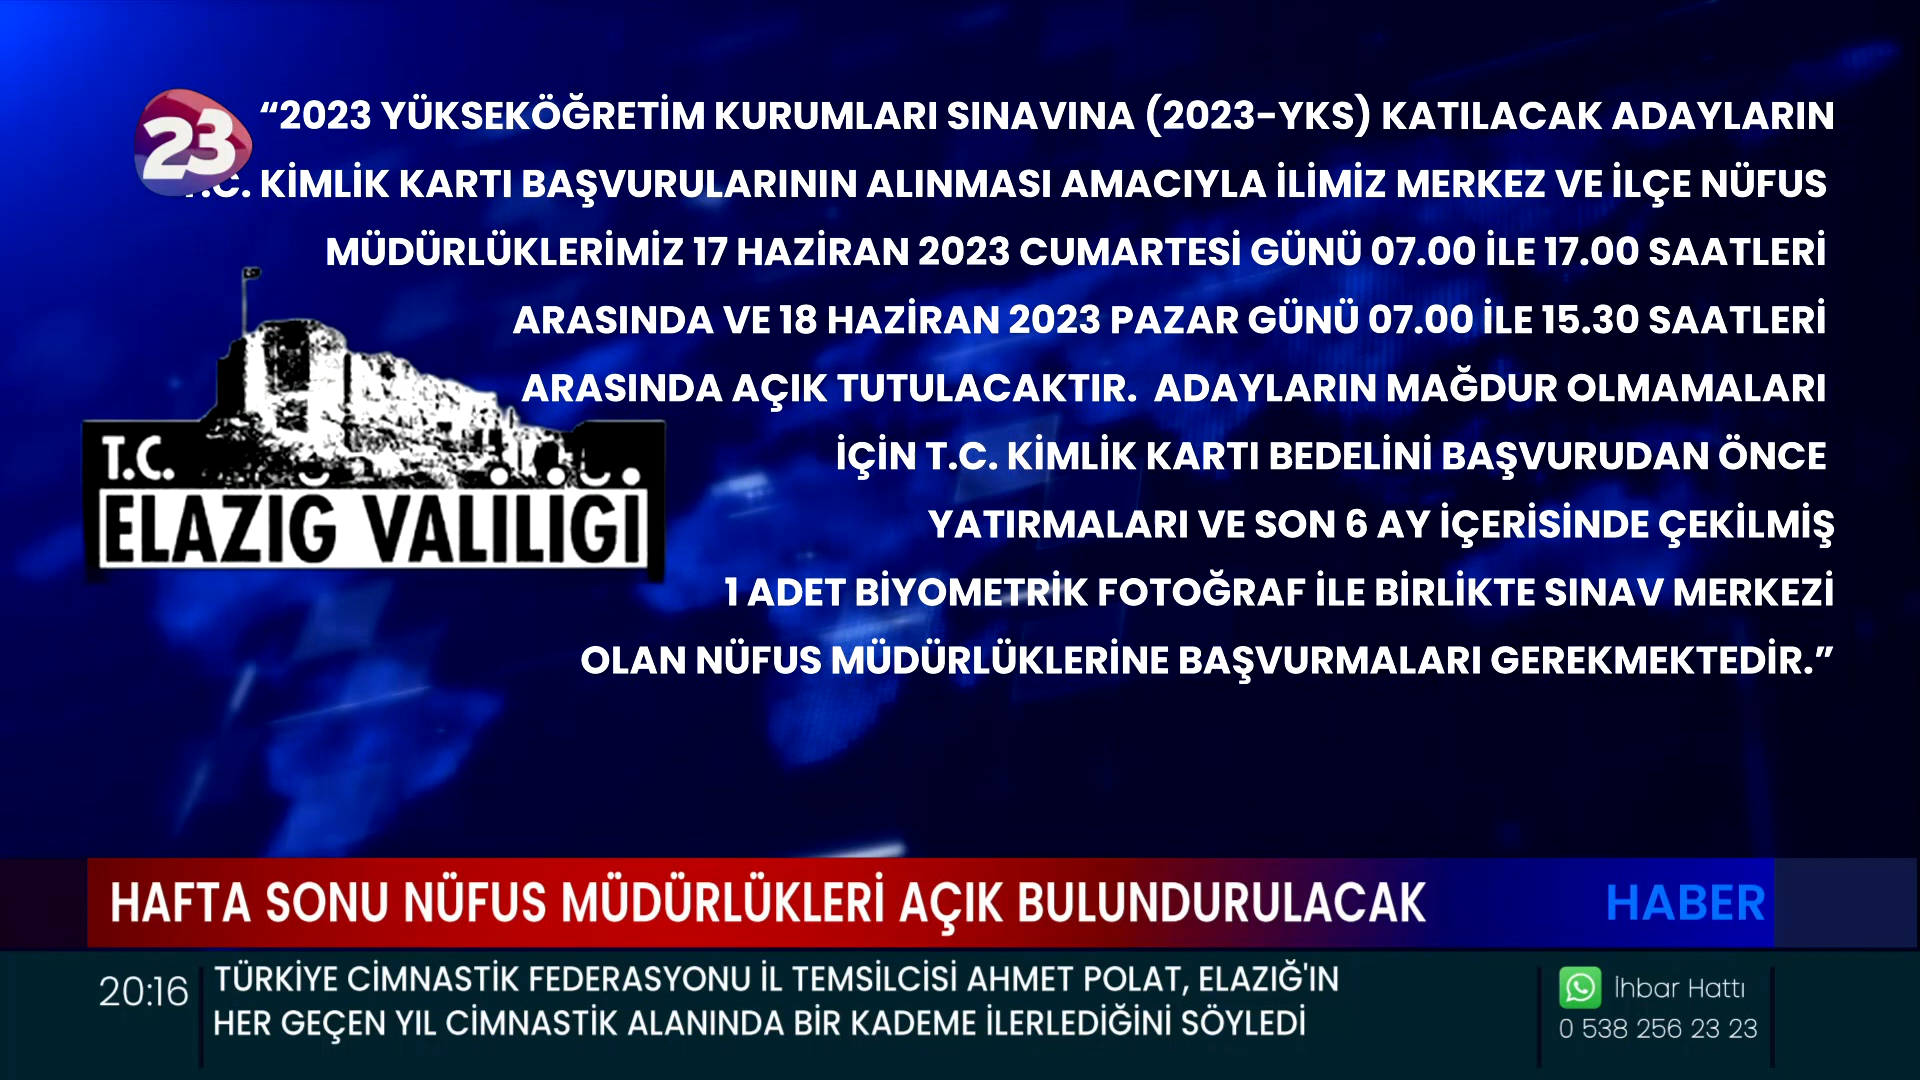 23
“2023 YÜKSEKÖĞRETİM KURUMLARI SINAVINA (2023-YKS) KATILACAK ADAYLARIN
T.C. KİMLİK KARTI BAŞVURULARININ ALINMASI AMACIYLA İLİMİZ MERKEZ VE İLÇE NÜFUS
MÜDÜRLÜKLERİMİZ 17 HAZİRAN 2023 CUMARTESİ GÜNÜ 07.00 İLE 17.00 SAATLERİ
ARASINDA VE 18 HAZİRAN 2023 PAZAR GÜNÜ 07.00 İLE 15.30 SAATLERİ
ARASINDA AÇIK TUTULACAKTIR. ADAYLARIN MAĞDUR OLMAMALARI
İÇİN T.C. KİMLİK KARTI BEDELİNİ BAŞVURUDAN ÖNCE
YATIRMALARI VE SON 6 AY İÇERİSİNDE ÇEKİLMİŞ
1 ADET BİYOMETRİK FOTOĞRAF İLE BİRLİKTE SINAV MERKEZİ
OLAN NÜFUS MÜDÜRLÜKLERİNE BAŞVURMALARI GEREKMEKTEDİR.”
T.C.
ELAZIĞ VALİLİĞİ
HAFTA SONU NÜFUS MÜDÜRLÜKLERİ AÇIK BULUNDURULACAK
HABER
20:16
TÜRKİYE CİMNASTİK FEDERASYONU İL TEMSİLCİSİ AHMET POLAT, ELAZIĞ'IN
HER GEÇEN YIL CİMNASTİK ALANINDA BİR KADEME İLERLEDİĞİNİ SÖYLEDİ
İhbar Hattı
0 538 256 23 23